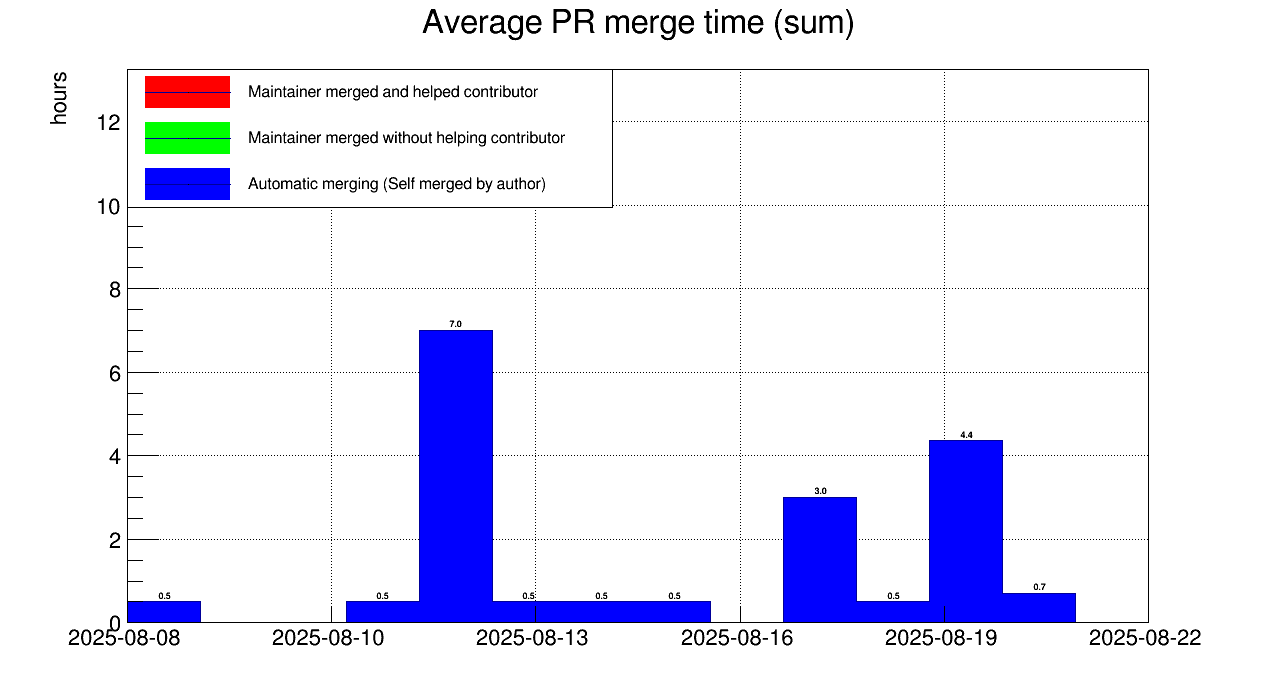 Average PR merge time (sum)
hours
Maintainer merged and helped contributor
Maintainer merged without helping contributor
Automatic merging (Self merged by author)
12
10
8
6
4
2
0
7.0
4.4
3.0
0.7
0.5 0.5 0.5 0.5 0.5 0.5
2025-08-08 2025-08-10 2025-08-13 2025-08-16 2025-08-19 2025-08-22